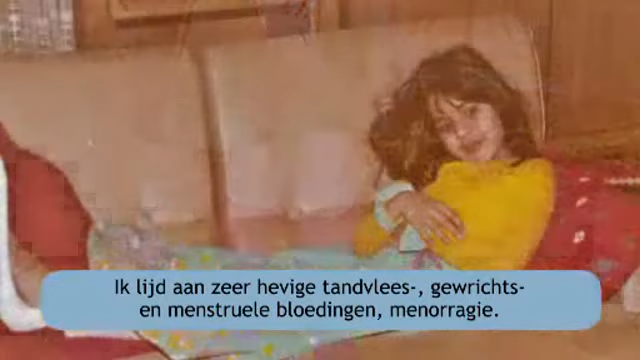 Ik lijd aan zeer hevige tandvlees-, gewrichts-
en menstruele bloedingen, menorragie.